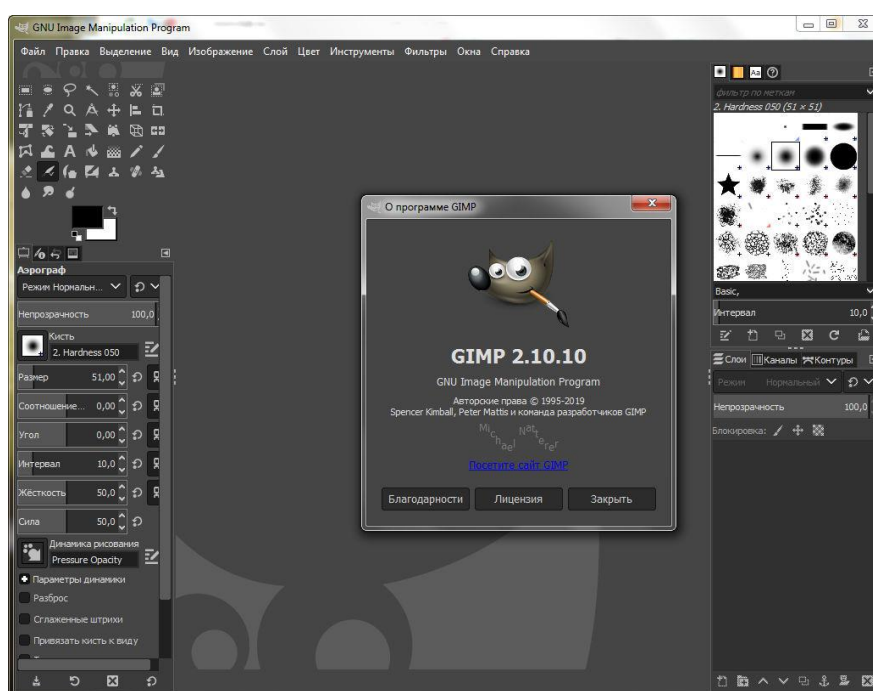 GNU Image Manipulation Program
Файл Правка Выделение Вид Изображение Слой Цвет Инструменты Фильтры Окна Справка
Аэрограф
Режим Нормальн...
Непрозрачность 100,0
Кисть
2. Hardness 050
Размер 51,00
Соотношение... 0,00
Угол 0,00
Интервал 10,0
Жёсткость 50,0
Сила 50,0
Динамика рисования
Pressure Opacity
Параметры динамики
Разброс
Сглаженные штрихи
Привязать кисть к виду
О программе GIMP
GIMP 2.10.10
GNU Image Manipulation Program
Авторские права © 1995-2019
Spencer Kimball, Peter Mattis и команда разработчиков GIMP
Michael Natterer
Посетите сайт GIMP
Благодарности Лицензия Закрыть
Aa
фильтр по меткам
2. Hardness 050 (51 × 51)
Basic,
Интервал 10,0
Слои Каналы Контуры
Режим Нормальный
Непрозрачность 100,0
Блокировка: